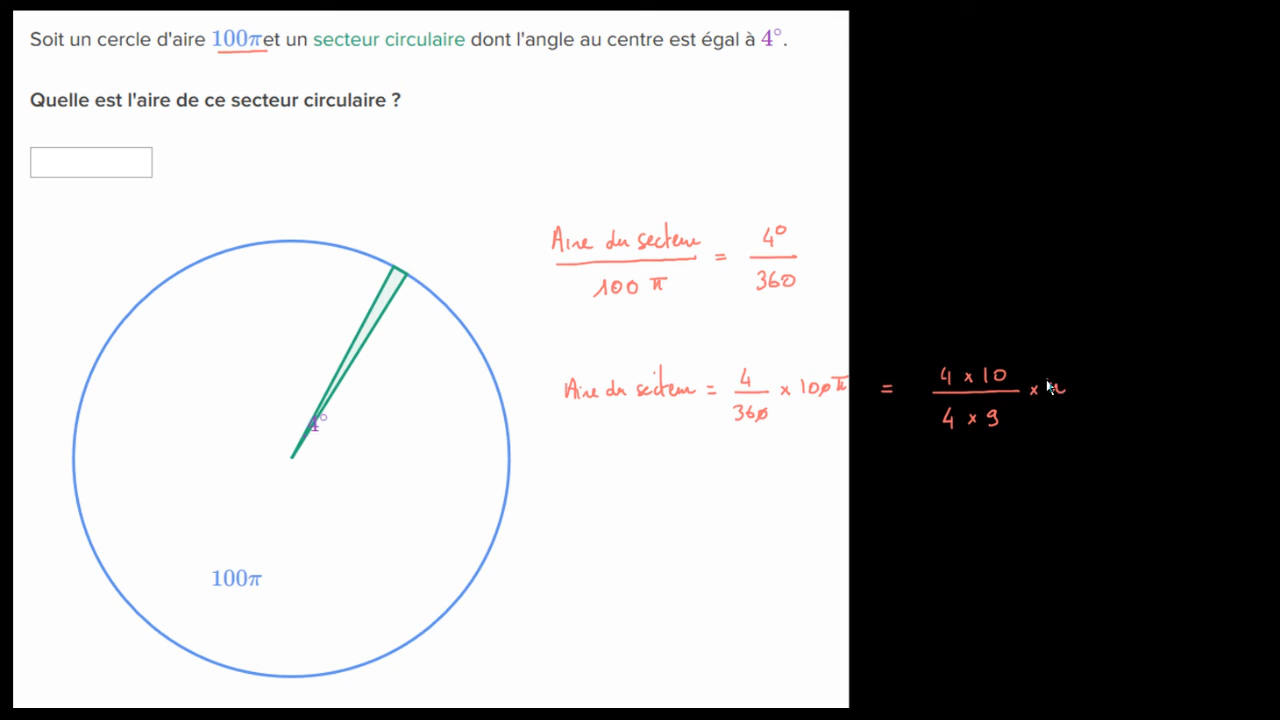 Soit un cercle d'aire 100π et un secteur circulaire dont l'angle au centre est égal à 4°.
Quelle est l'aire de ce secteur circulaire ?
Aire du secteur / 100 π = 4° / 360
Aire du secteur = 4 / 360 × 100 π = 4 × 10 / 4 × 9 ×
4°
100π